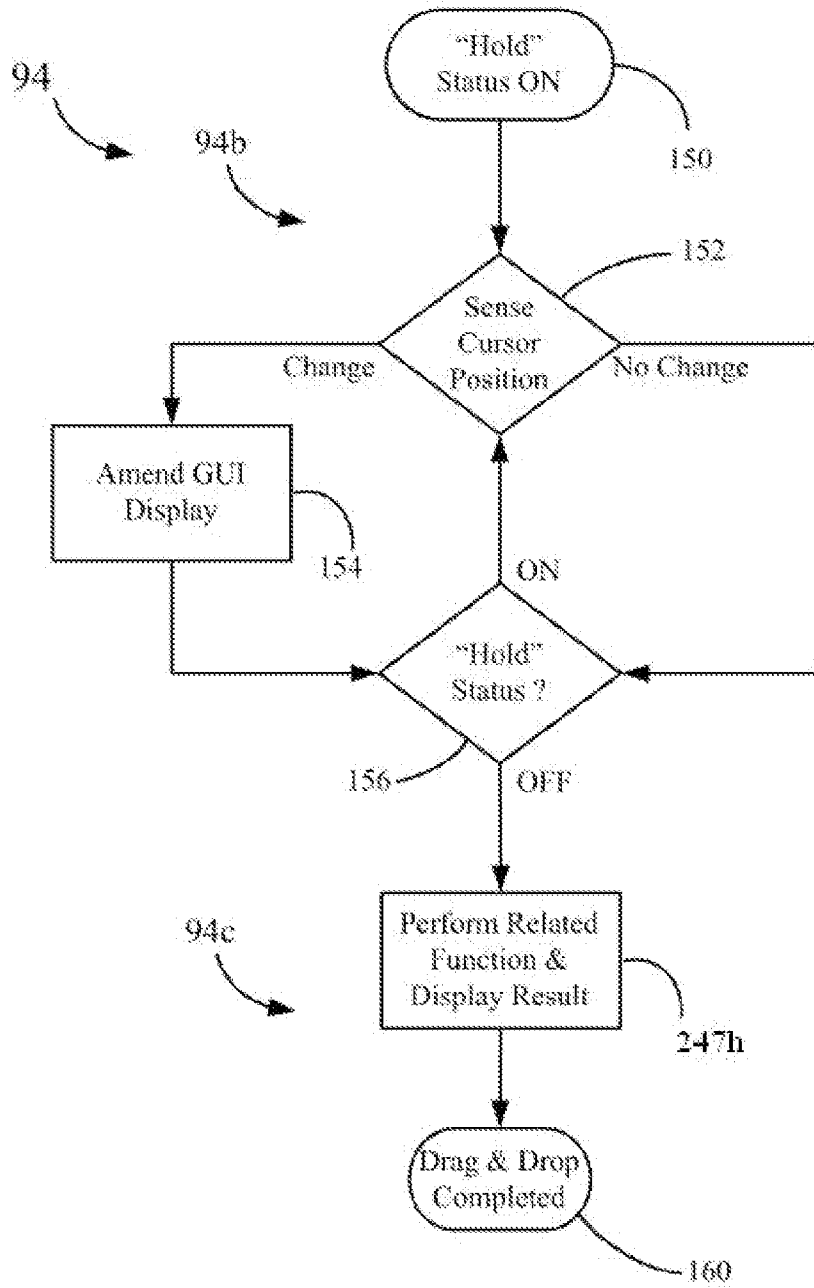 “Hold”
Status ON
94
150
94b
152
Sense
Cursor
Position
Change
No Change
Amend GUI
Display
154
ON
“Hold”
Status ?
156
OFF
94c
Perform Related
Function &
Display Result
247h
Drag & Drop
Completed
160